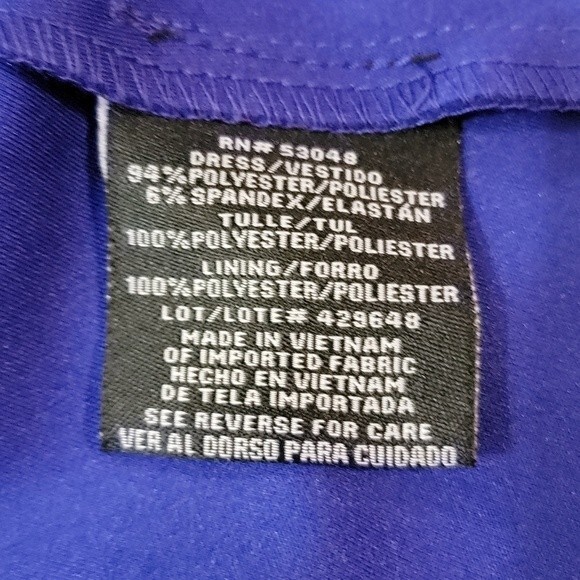 RN# 53048
DRESS/VESTIDO
94%POLYESTER/POLIESTER
6% SPANDEX/ELASTÁN
TULLE/TUL
100%POLYESTER/POLIESTER
LINING/FORRO
100%POLYESTER/POLIESTER
LOT/LOTE# 429648
MADE IN VIETNAM
OF IMPORTED FABRIC
HECHO EN VIETNAM
DE TELA IMPORTADA
SEE REVERSE FOR CARE
VER AL DORSO PARA CUIDADO